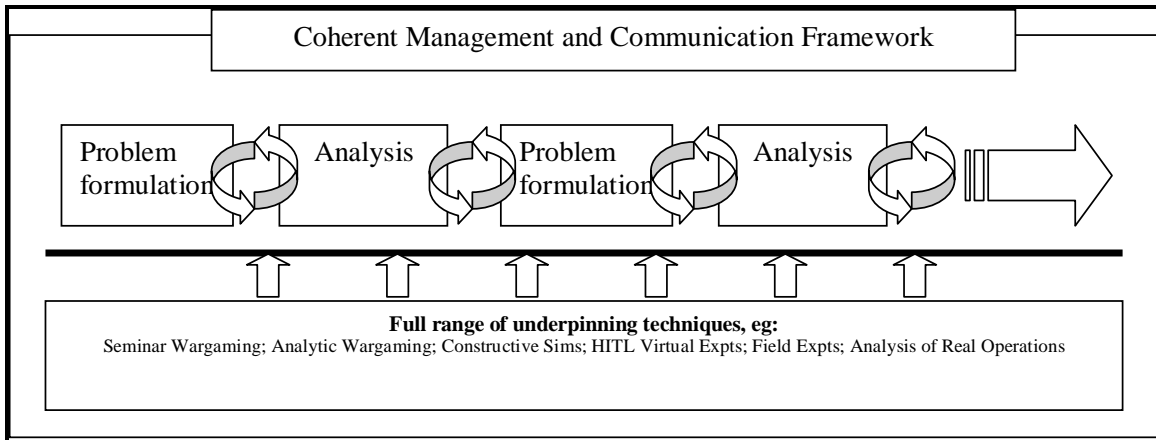 Coherent Management and Communication Framework
Problem
formulation
Analysis
Problem
formulation
Analysis
Full range of underpinning techniques, eg:
Seminar Wargaming; Analytic Wargaming; Constructive Sims; HITL Virtual Expts; Field Expts; Analysis of Real Operations